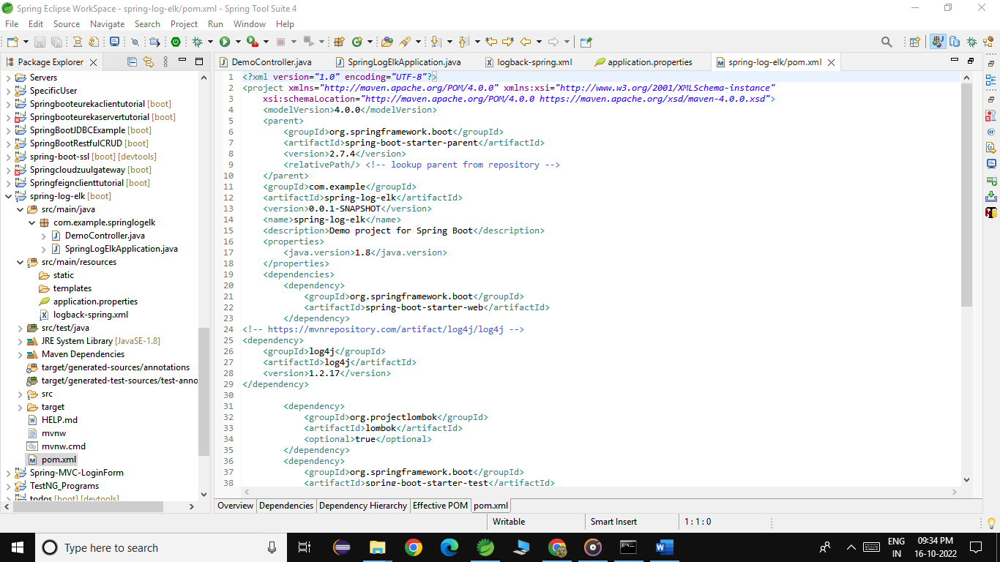 Spring Eclipse WorkSpace - spring-log-elk/pom.xml - Spring Tool Suite 4
File Edit Source Navigate Search Project Run Window Help
Package Explorer
Servers
SpecificUser
Springbooteurekaclienttutorial [boot]
Springbooteurekaservertutorial [boot]
SpringBootJDBCExample [boot]
SpringBootRestfulCRUD [boot]
spring-boot-ssl [boot] [devtools]
Springcloudzuulgateway [boot]
Springfeignclienttutorial [boot]
spring-log-elk [boot]
src/main/java
com.example.springlogelk
DemoController.java
SpringLogElkApplication.java
src/main/resources
static
templates
application.properties
logback-spring.xml
src/test/java
JRE System Library [JavaSE-1.8]
Maven Dependencies
target/generated-sources/annotations
target/generated-test-sources/test-anno
src
target
HELP.md
mvnw
mvnw.cmd
pom.xml
Spring-MVC-LoginForm
TestNG_Programs
todos [boot] [devtools]
DemoController.java SpringLogElkApplication.java logback-spring.xml application.properties spring-log-elk/pom.xml
1 <?xml version="1.0" encoding="UTF-8"?>
2 <project xmlns="http://maven.apache.org/POM/4.0.0" xmlns:xsi="http://www.w3.org/2001/XMLSchema-instance"
3 xsi:schemaLocation="http://maven.apache.org/POM/4.0.0 https://maven.apache.org/xsd/maven-4.0.0.xsd">
4 <modelVersion>4.0.0</modelVersion>
5 <parent>
6 <groupId>org.springframework.boot</groupId>
7 <artifactId>spring-boot-starter-parent</artifactId>
8 <version>2.7.4</version>
9 <relativePath/> <!-- lookup parent from repository -->
10 </parent>
11 <groupId>com.example</groupId>
12 <artifactId>spring-log-elk</artifactId>
13 <version>0.0.1-SNAPSHOT</version>
14 <name>spring-log-elk</name>
15 <description>Demo project for Spring Boot</description>
16 <properties>
17 <java.version>1.8</java.version>
18 </properties>
19 <dependencies>
20 <dependency>
21 <groupId>org.springframework.boot</groupId>
22 <artifactId>spring-boot-starter-web</artifactId>
23 </dependency>
24 <!-- https://mvnrepository.com/artifact/log4j/log4j -->
25 <dependency>
26 <groupId>log4j</groupId>
27 <artifactId>log4j</artifactId>
28 <version>1.2.17</version>
29 </dependency>
30
31 <dependency>
32 <groupId>org.projectlombok</groupId>
33 <artifactId>lombok</artifactId>
34 <optional>true</optional>
35 </dependency>
36 <dependency>
37 <groupId>org.springframework.boot</groupId>
38 <artifactId>spring-boot-starter-test</artifactId>
Overview Dependencies Dependency Hierarchy Effective POM pom.xml
Writable Smart Insert 1 : 1 : 0
Type here to search
ENG
IN
09:34 PM
16-10-2022